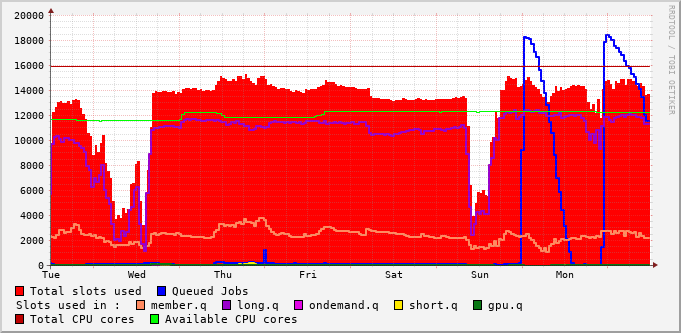 20000
18000
16000
14000
12000
10000
8000
6000
4000
2000
0
Tue Wed Thu Fri Sat Sun Mon
Total slots used Queued Jobs
Slots used in : member.q long.q ondemand.q short.q gpu.q
Total CPU cores Available CPU cores
RRDTOOL / TOBI OETIKER